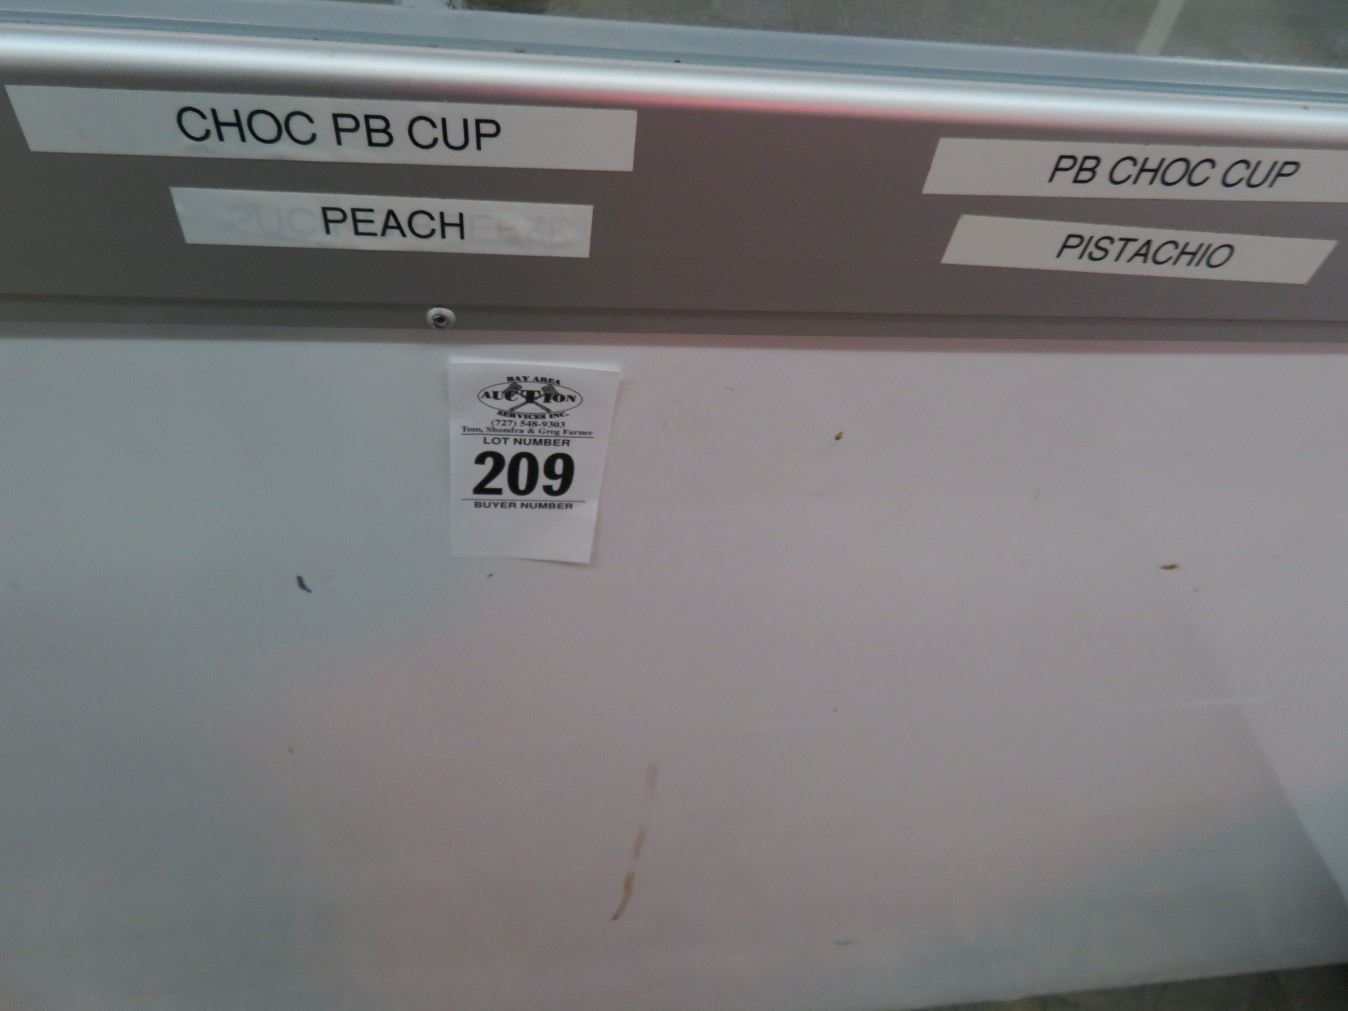 CHOC PB CUP
PEACH
PB CHOC CUP
PISTACHIO
BAY AREA
AUCTION
SERVICES INC.
(727) 548-9303
Tom, Shondra & Greg Farner
LOT NUMBER
209
BUYER NUMBER